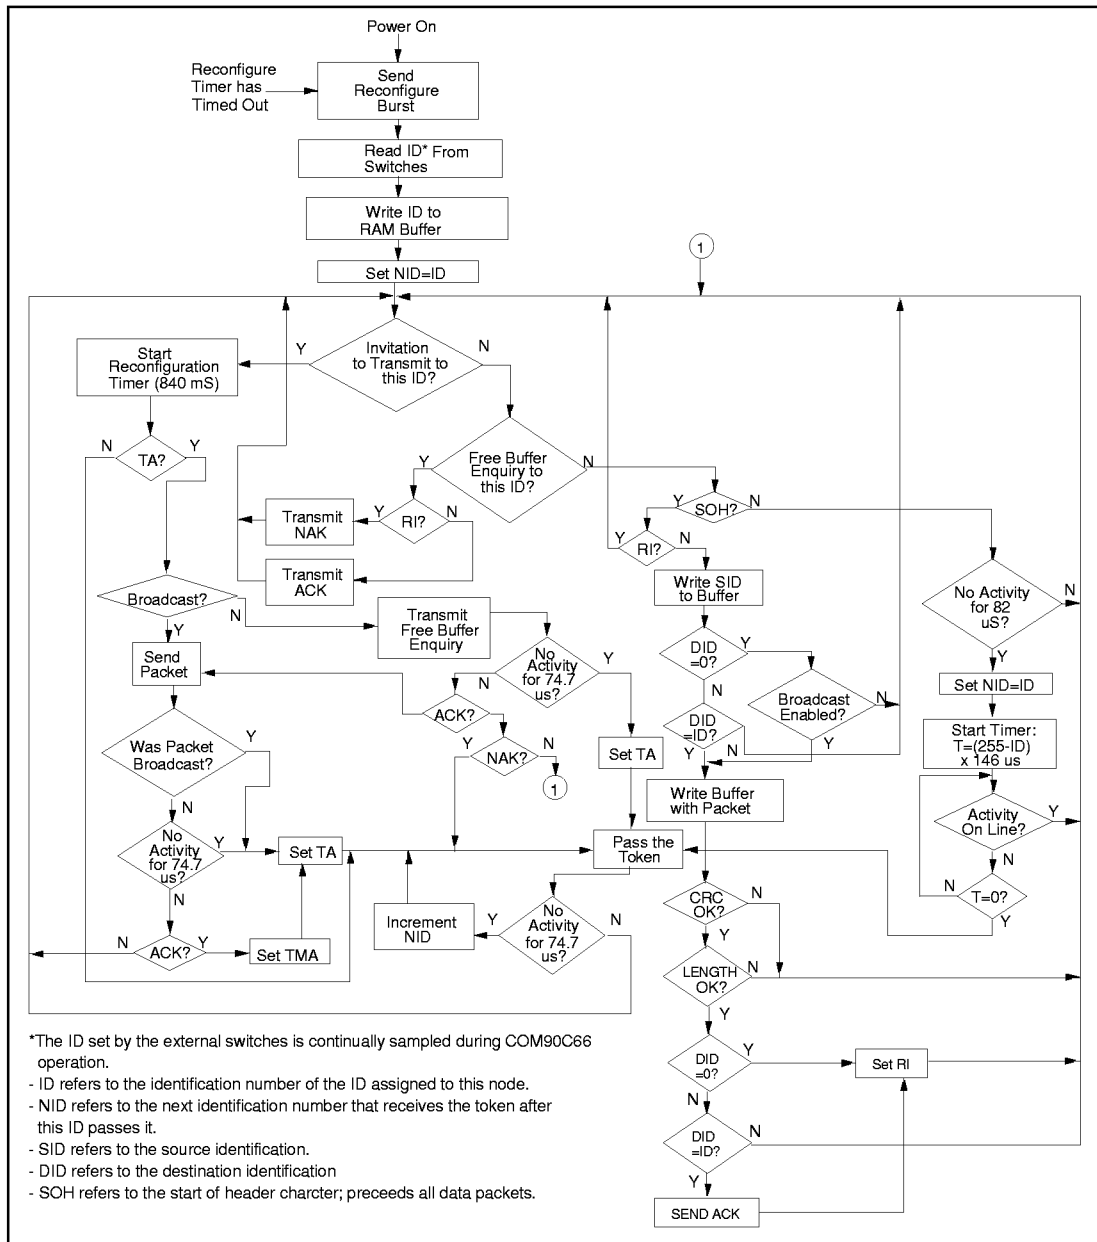 Power On
Reconfigure
Timer has
Timed Out
Send
Reconfigure
Burst
Read ID* From
Switches
Write ID to
RAM Buffer
Set NID=ID
1
Invitation
to Transmit to
this ID?
Y
N
Start
Reconfiguration
Timer (840 mS)
N
Y
TA?
Free Buffer
Enquiry to
this ID?
Y
N
Transmit
NAK
Y
RI?
N
Transmit
ACK
Y
SOH?
N
Y
RI?
N
Write SID
to Buffer
No Activity
for 82
uS?
N
Y
Broadcast?
N
Y
Transmit
Free Buffer
Enquiry
No
Activity
for 74.7
us?
Y
N
DID
=0?
Y
N
Broadcast
Enabled?
N
Y
Set NID=ID
Send
Packet
ACK?
Y
N
DID
=ID?
Y
N
Start Timer:
T=(255-ID)
x 146 us
Was Packet
Broadcast?
Y
N
NAK?
N
Y
1
Set TA
Write Buffer
with Packet
Activity
On Line?
Y
N
No
Activity
for 74.7
us?
Y
N
Set TA
Pass the
Token
T=0?
N
Y
CRC
OK?
N
Y
Increment
NID
Y
No
Activity
for 74.7
us?
N
N
ACK?
Y
Set TMA
LENGTH
OK?
N
Y
DID
=0?
Y
N
Set RI
DID
=ID?
N
Y
SEND ACK
*The ID set by the external switches is continually sampled during COM90C66
operation.
- ID refers to the identification number of the ID assigned to this node.
- NID refers to the next identification number that receives the token after
this ID passes it.
- SID refers to the source identification.
- DID refers to the destination identification
- SOH refers to the start of header charcter; preceeds all data packets.